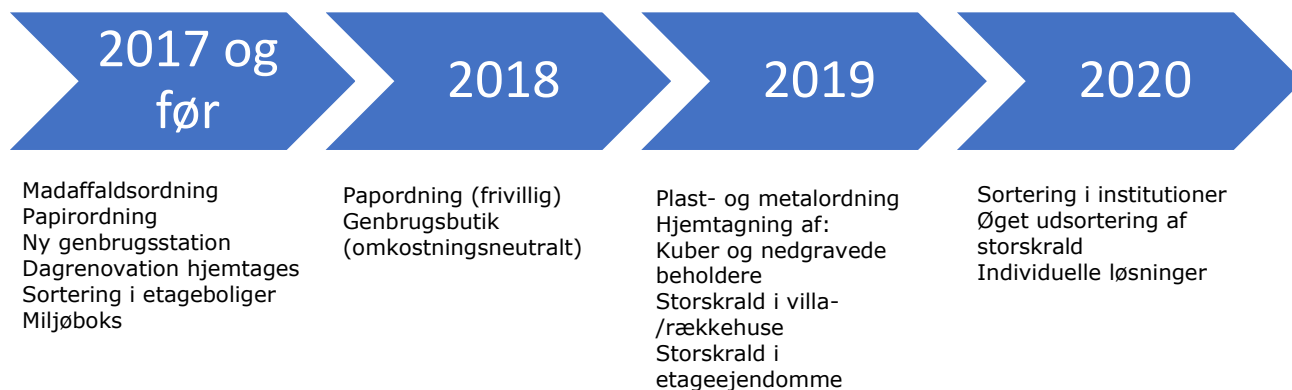 2017 og
før
Madaffaldsordning
Papirordning
Ny genbrugsstation
Dagrenovation hjemtages
Sortering i etageboliger
Miljøboks
2018
Papordning (frivillig)
Genbrugsbutik
(omkostningsneutralt)
2019
Plast- og metalordning
Hjemtagning af:
Kuber og nedgravede
beholdere
Storskrald i villa-
/rækkehuse
Storskrald i
etageejendomme
2020
Sortering i institutioner
Øget udsortering af
storskrald
Individuelle løsninger